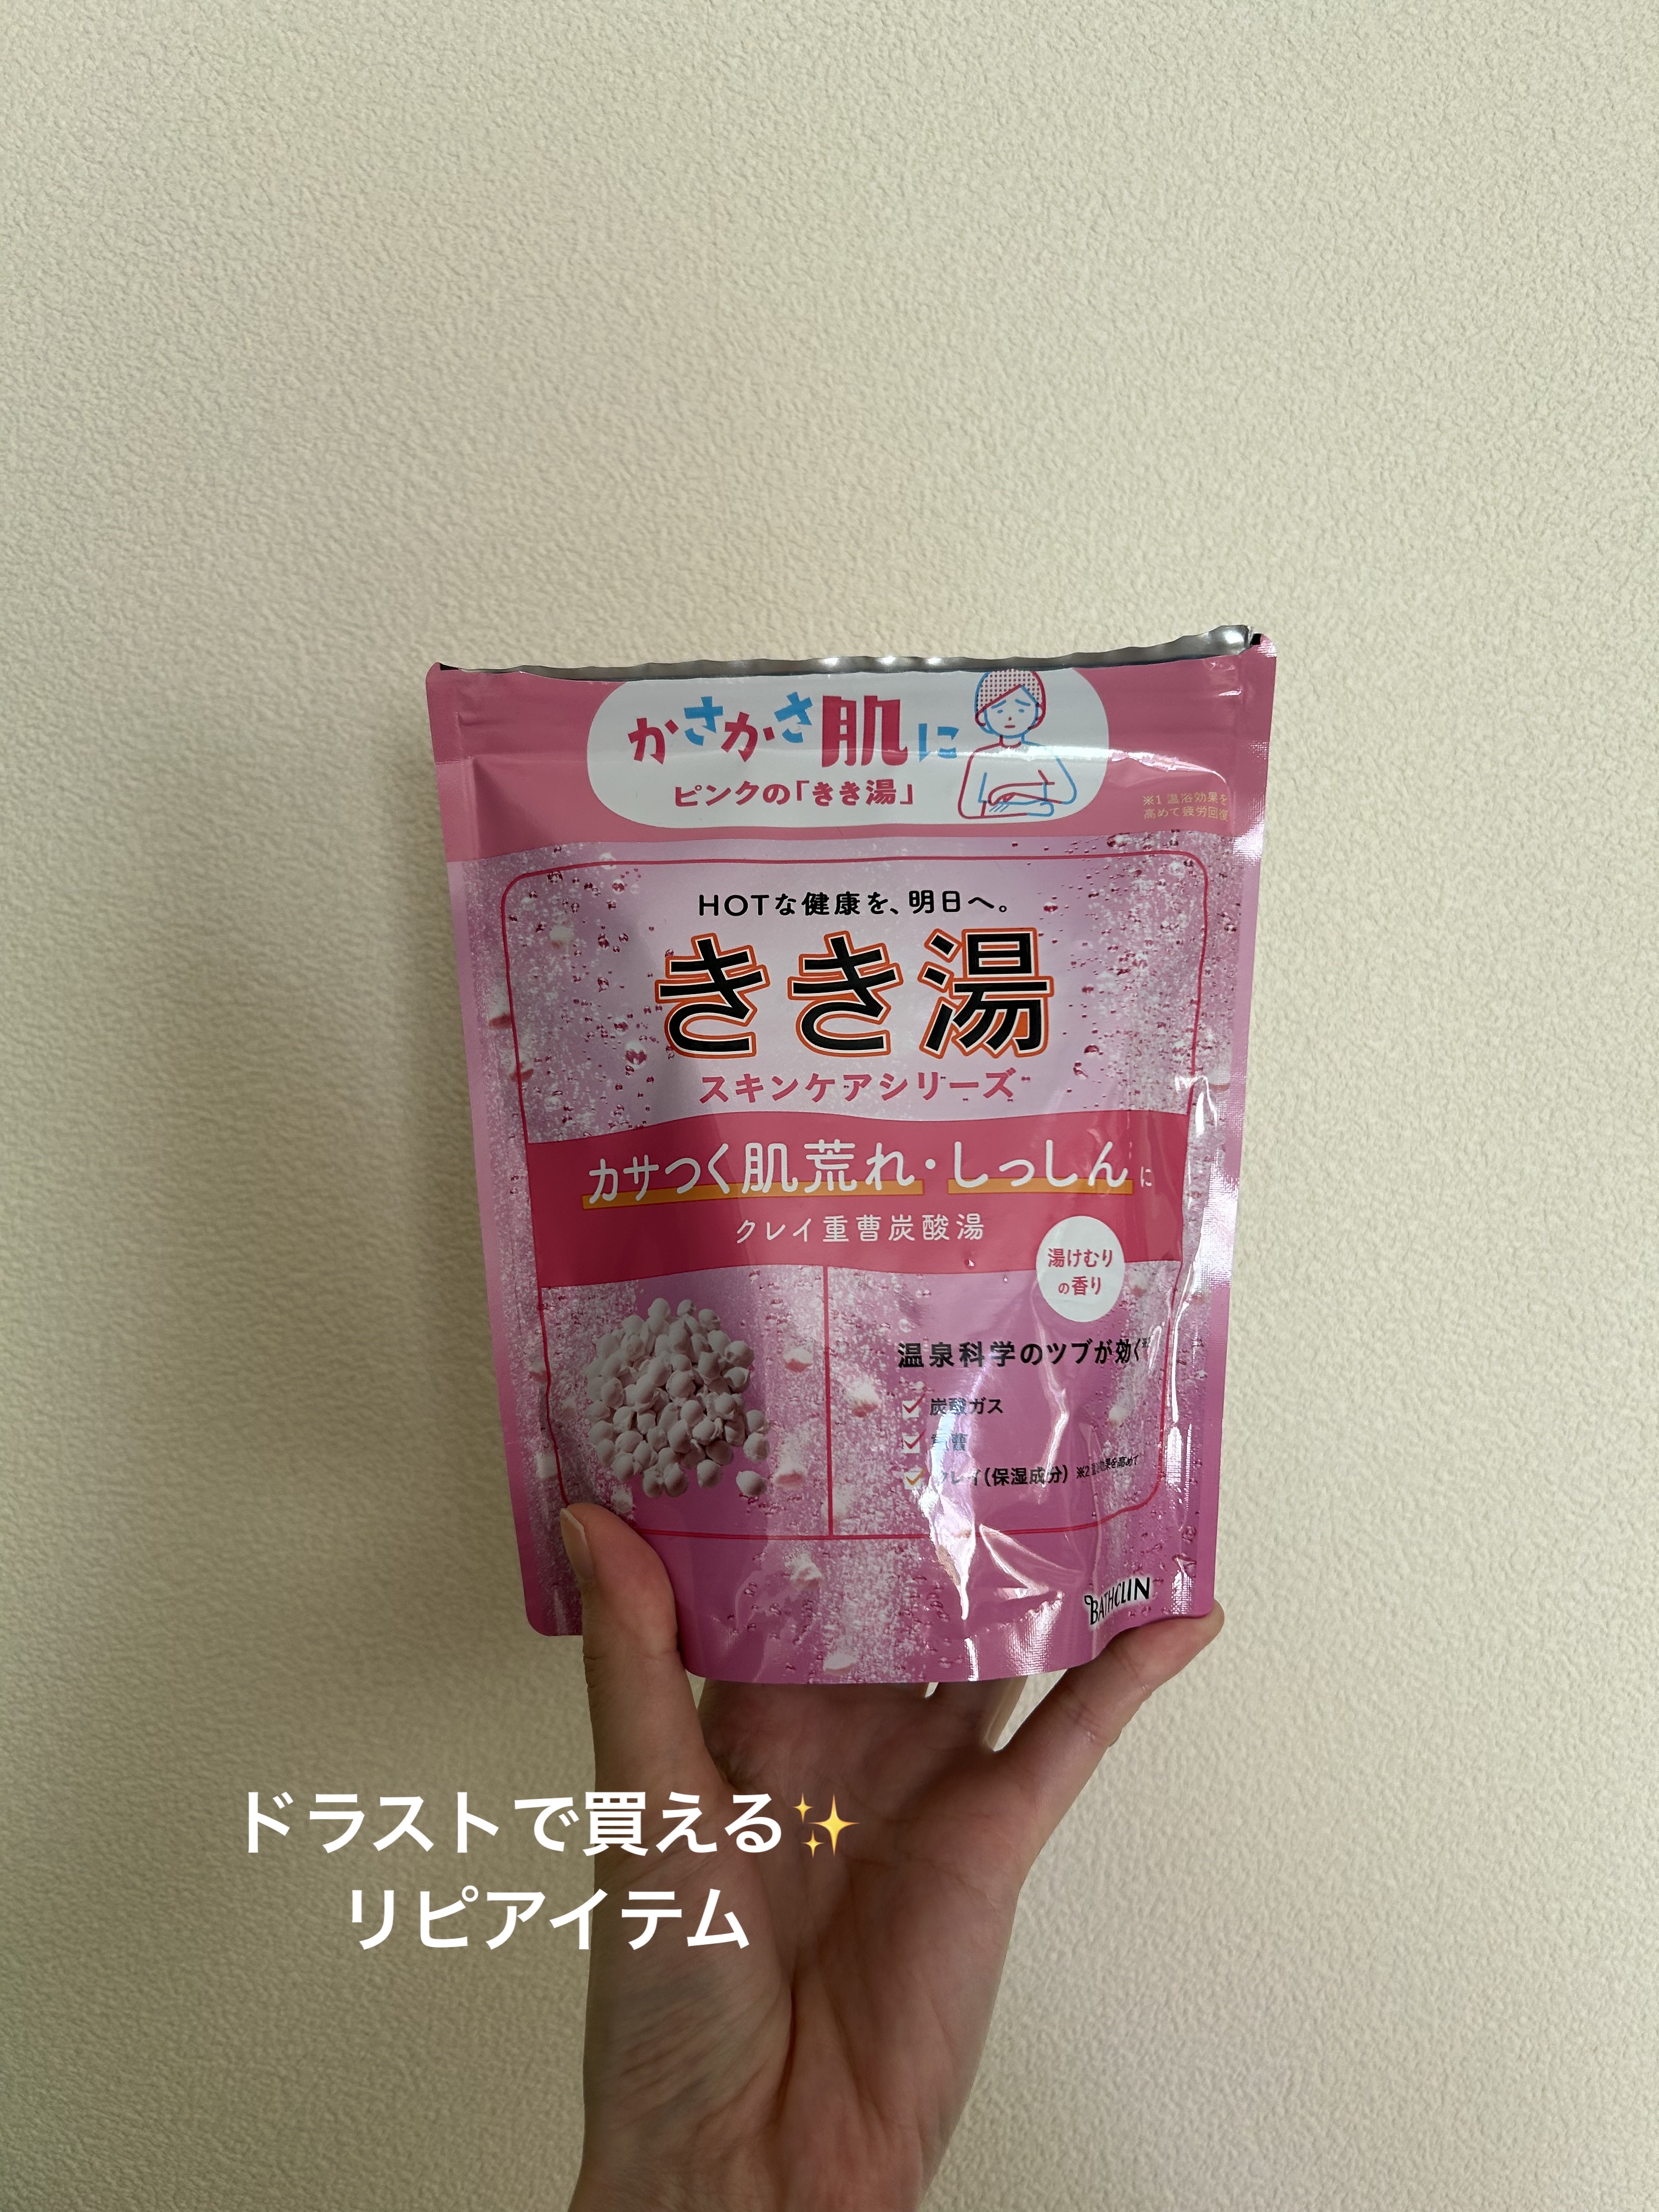 かさかさ肌に
ピンクの「きき湯」
※1 温浴効果を
高めて疲労回復
HOTな健康を、明日へ。
きき湯
スキンケアシリーズ
カサつく肌荒れ・しっしんに
クレイ重曹炭酸湯
湯けむり
の香り
温泉科学のツブが効く
炭酸ガス
重曹
クレイ(保湿成分) ※2
BATHCLIN
ドラストで買える✨
リピアイテム